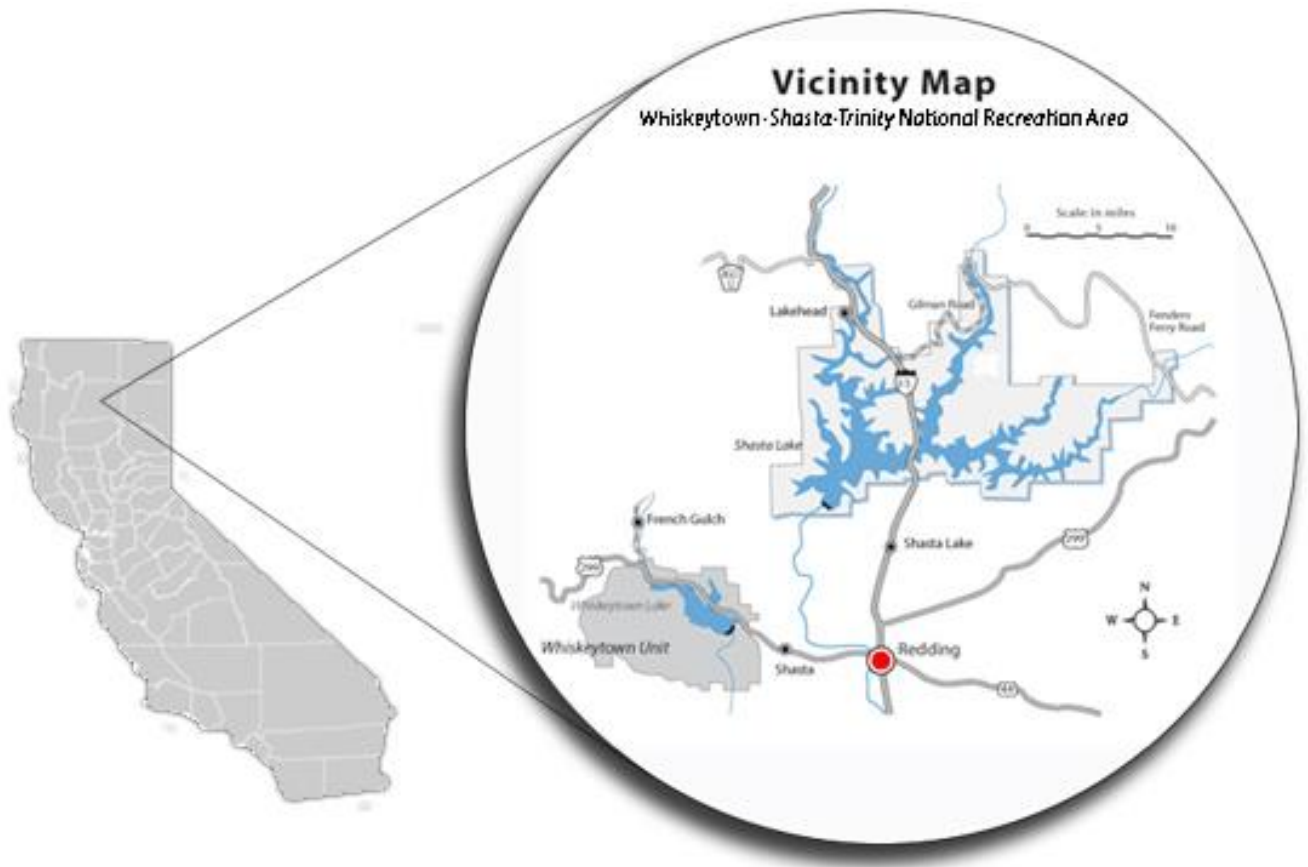 Vicinity Map
Whiskeytown-Shasta-Trinity National Recreation Area
Scale in miles
0 5 10
Lakehead
Gilman Road
Fenders
Ferry Road
Shasta Lake
French Gulch
Shasta Lake
299
299
Whiskeytown Lake
Whiskeytown Unit
N
W E
S
Redding
Shasta
44